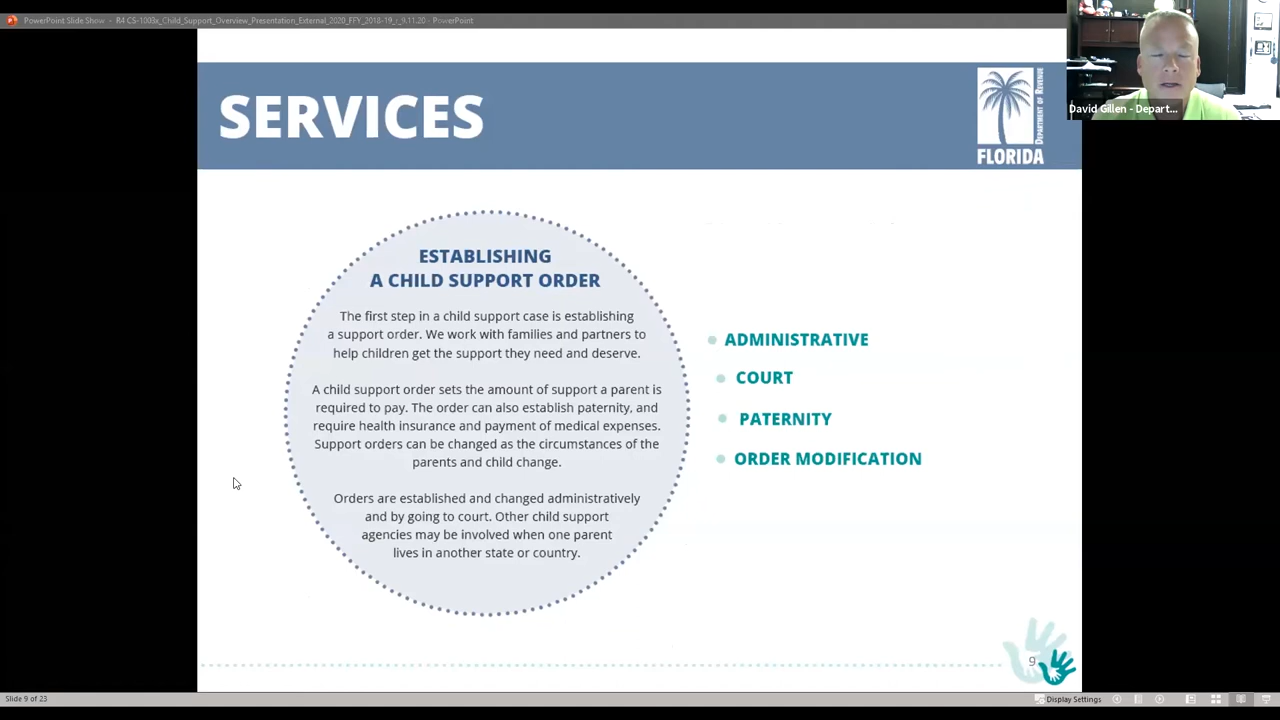 PowerPoint Slide Show - R4 CS-1003x_Child_Support_Overview_Presentation_External_2020_FFY_2018-19_r_9.11.20 - PowerPoint
David Gillen - Depart...
SERVICES
Department of Revenue
FLORIDA
ESTABLISHING
A CHILD SUPPORT ORDER
The first step in a child support case is establishing
a support order. We work with families and partners to
help children get the support they need and deserve.
A child support order sets the amount of support a parent is
required to pay. The order can also establish paternity, and
require health insurance and payment of medical expenses.
Support orders can be changed as the circumstances of the
parents and child change.
Orders are established and changed administratively
and by going to court. Other child support
agencies may be involved when one parent
lives in another state or country.
ADMINISTRATIVE
COURT
PATERNITY
ORDER MODIFICATION
9
Slide 9 of 23
Display Settings